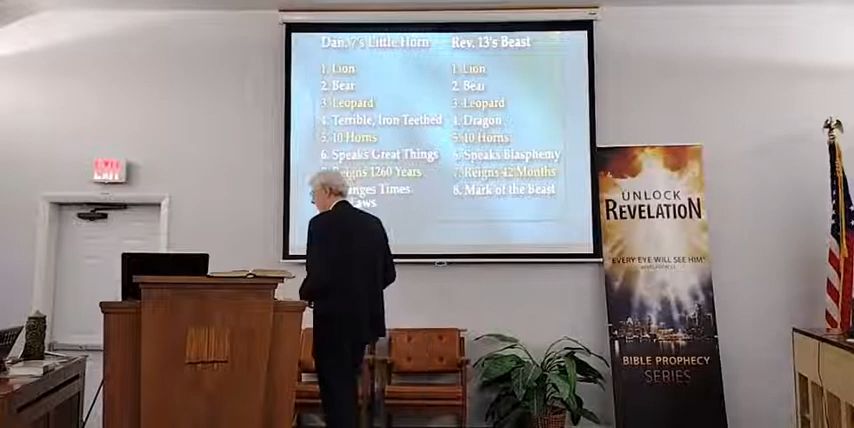 Dan. 7's Little Horn
1. Lion
2. Bear
3. Leopard
4. Terrible, Iron Teethed
5. 10 Horns
6. Speaks Great Things
Reigns 1260 Years
Times
Laws
Rev. 13's Beast
1. Lion
2. Bear
3. Leopard
4. Dragon
5. 10 Horns
6. Speaks Blasphemy
7. Reigns 42 Months
8. Mark of the Beast
EXIT
UNLOCK
REVELATION
"EVERY EYE WILL SEE HIM"
BIBLE PROPHECY
SERIES